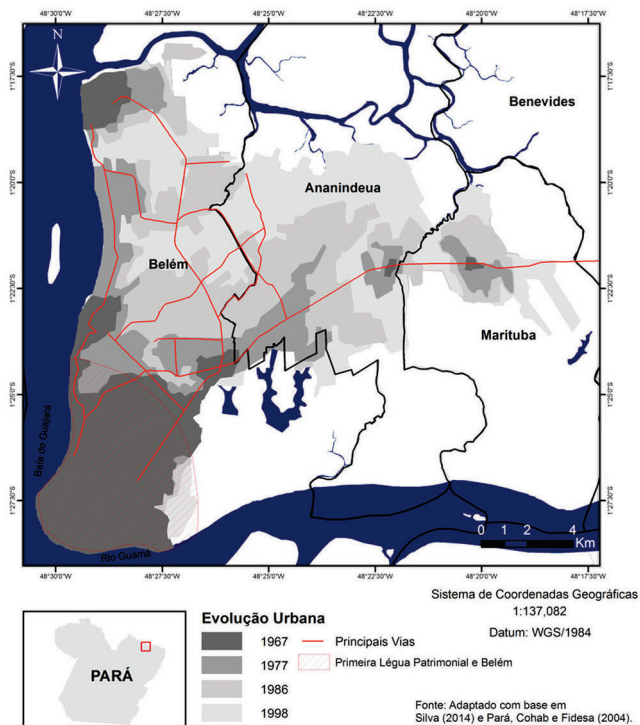 48°30'0"S 48°27'30"S 48°25'0"S 48°22'30"S 48°20'0"S 48°17'30"S
N
1°17'30"S
1°17'30"S
Benevides
1°20'0"S
1°20'0"S
Ananindeua
Belém
1°22'30"S
1°22'30"S
Marituba
1°25'0"S
1°25'0"S
Baía do Guajará
1°27'30"S
1°27'30"S
0 1 2 4
Km
Rio Guamá
48°30'0"S 48°27'30"S 48°25'0"S 48°22'30"S 48°20'0"S 48°17'30"S
Sistema de Coordenadas Geográficas
1:137,082
Datum: WGS/1984
PARÁ
Evolução Urbana
1967
1977
1986
1998
Principais Vias
Primeira Légua Patrimonial e Belém
Fonte: Adaptado com base em
Silva (2014) e Pará, Cohab e Fidesa (2004).